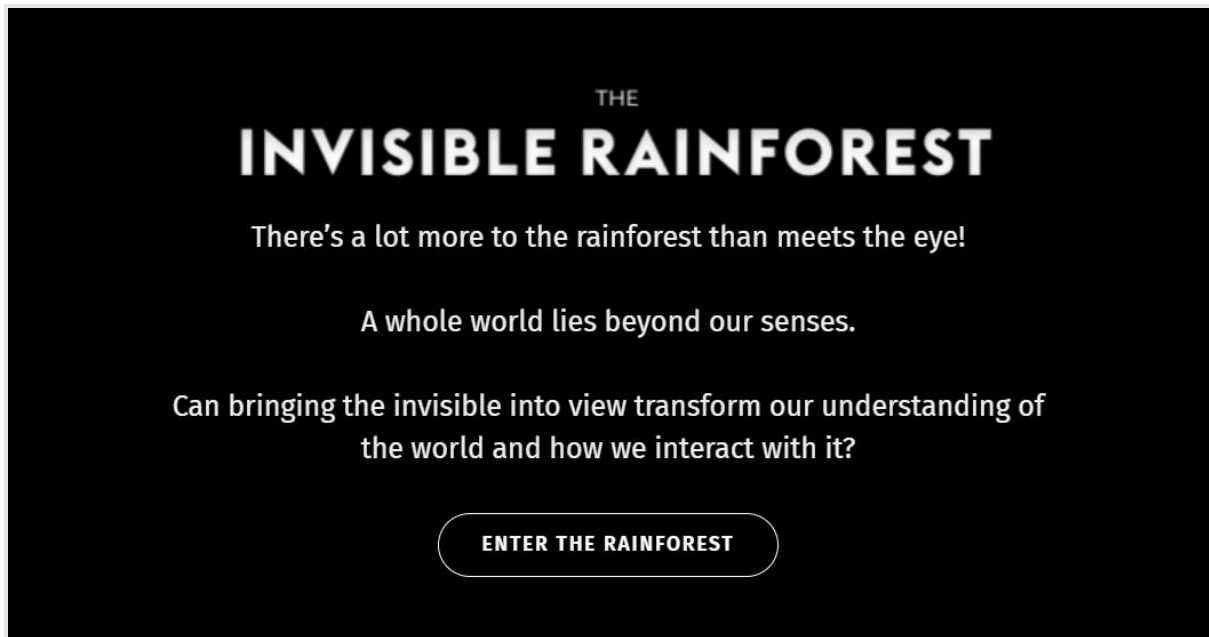 THE
INVISIBLE RAINFOREST
There’s a lot more to the rainforest than meets the eye!
A whole world lies beyond our senses.
Can bringing the invisible into view transform our understanding of
the world and how we interact with it?
ENTER THE RAINFOREST